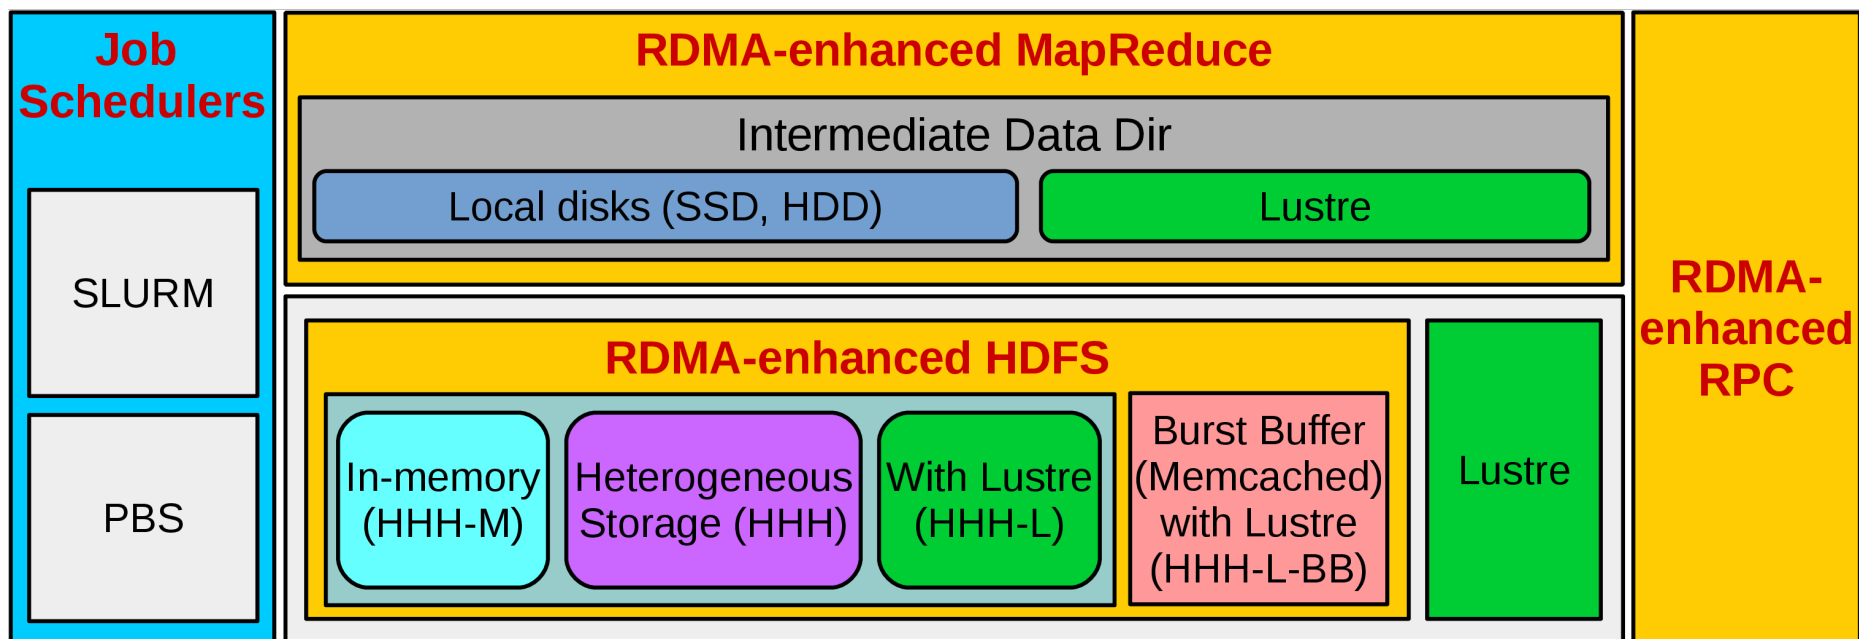 Job
Schedulers
SLURM
PBS
RDMA-enhanced MapReduce
Intermediate Data Dir
Local disks (SSD, HDD)
Lustre
RDMA-enhanced HDFS
In-memory
(HHH-M)
Heterogeneous
Storage (HHH)
With Lustre
(HHH-L)
Burst Buffer
(Memcached)
with Lustre
(HHH-L-BB)
Lustre
RDMA-
enhanced
RPC